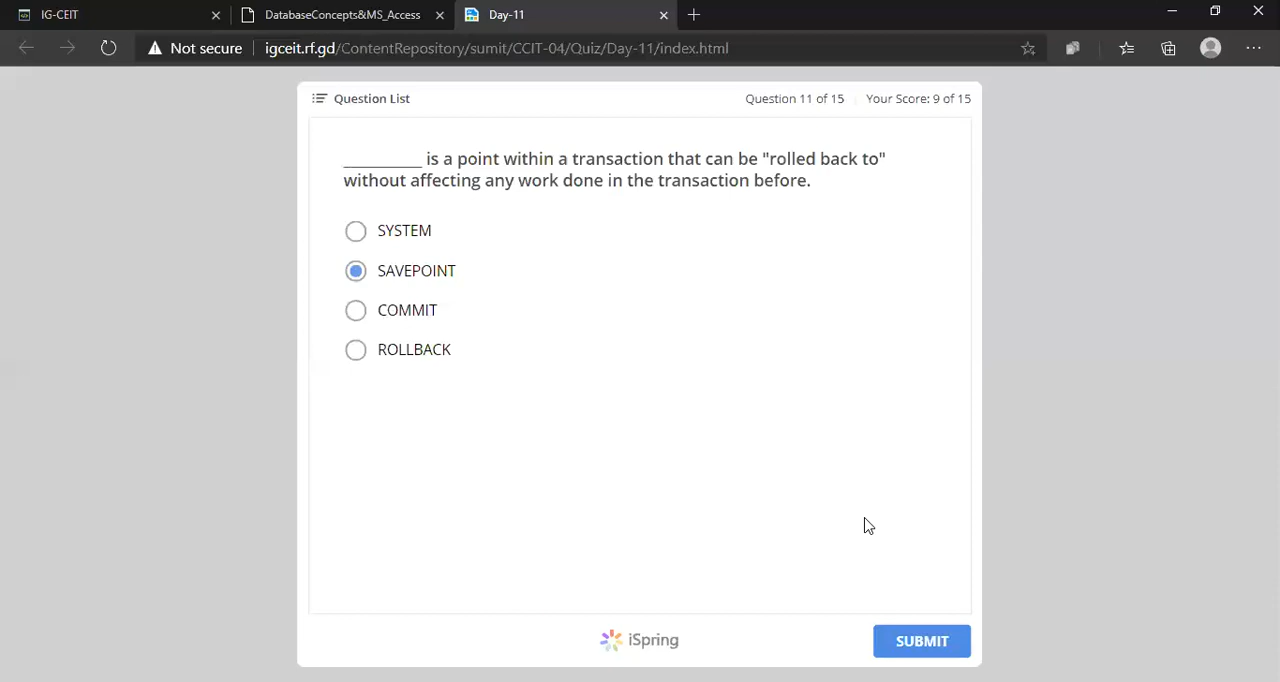 IG-CEIT
DatabaseConcepts&MS_Access
Day-11
Not secure
igceit.rf.gd/ContentRepository/sumit/CCIT-04/Quiz/Day-11/index.html
Question List
Question 11 of 15
Your Score: 9 of 15
__________ is a point within a transaction that can be "rolled back to"
without affecting any work done in the transaction before.
SYSTEM
SAVEPOINT
COMMIT
ROLLBACK
iSpring
SUBMIT